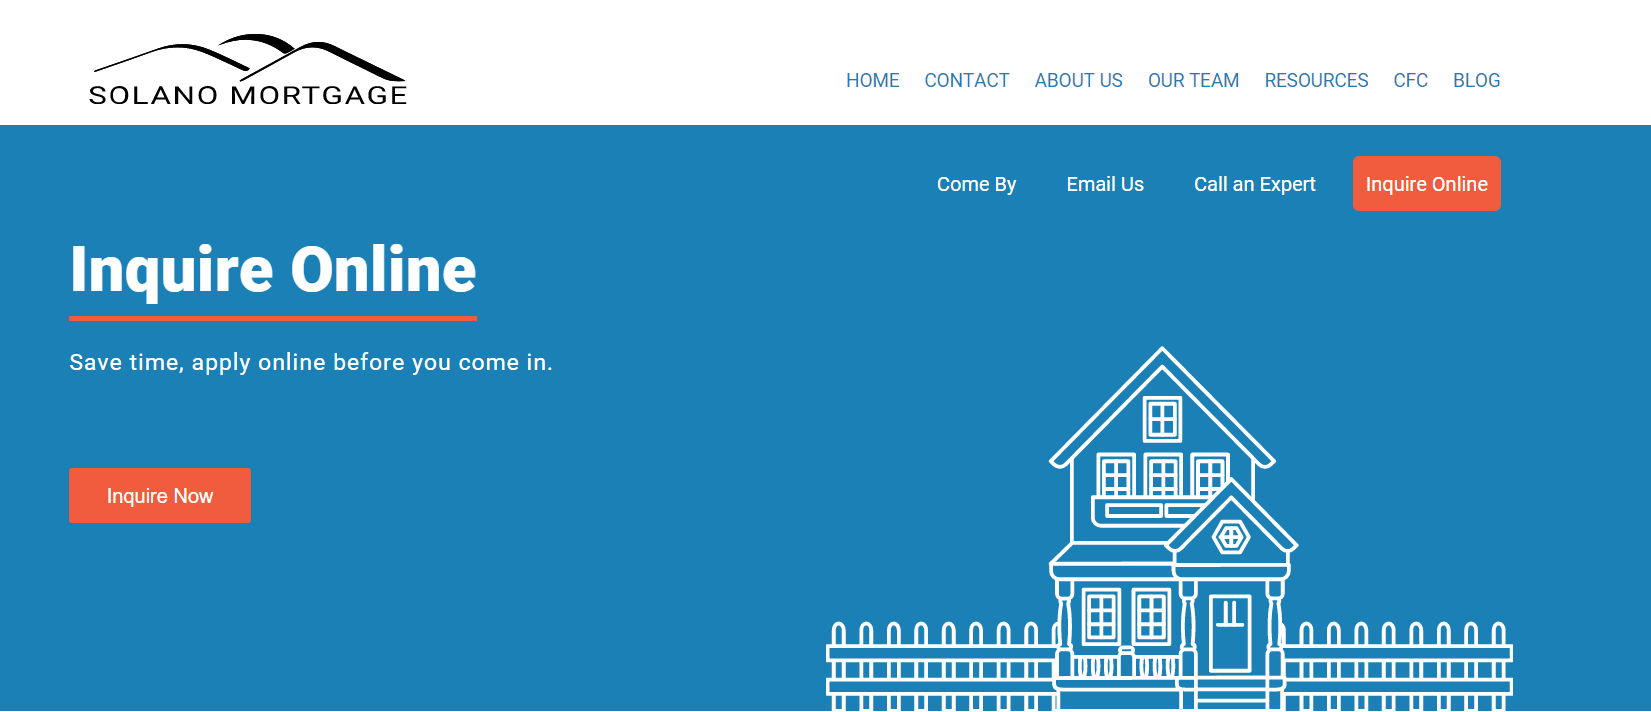 SOLANO MORTGAGE
HOME CONTACT ABOUT US OUR TEAM RESOURCES CFC BLOG
Come By Email Us Call an Expert Inquire Online
Inquire Online
Save time, apply online before you come in.
Inquire Now